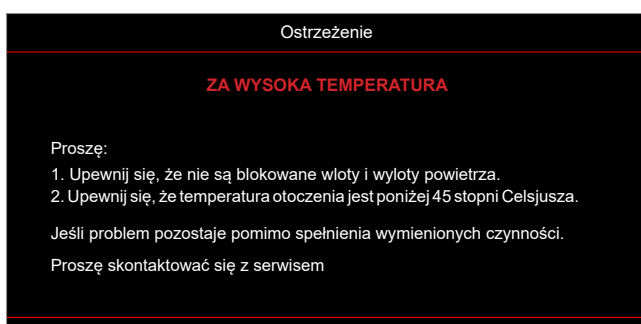 Ostrzeżenie
ZA WYSOKA TEMPERATURA
Proszę:
1. Upewnij się, że nie są blokowane wloty i wyloty powietrza.
2. Upewnij się, że temperatura otoczenia jest poniżej 45 stopni Celsjusza.
Jeśli problem pozostaje pomimo spełnienia wymienionych czynności.
Proszę skontaktować się z serwisem